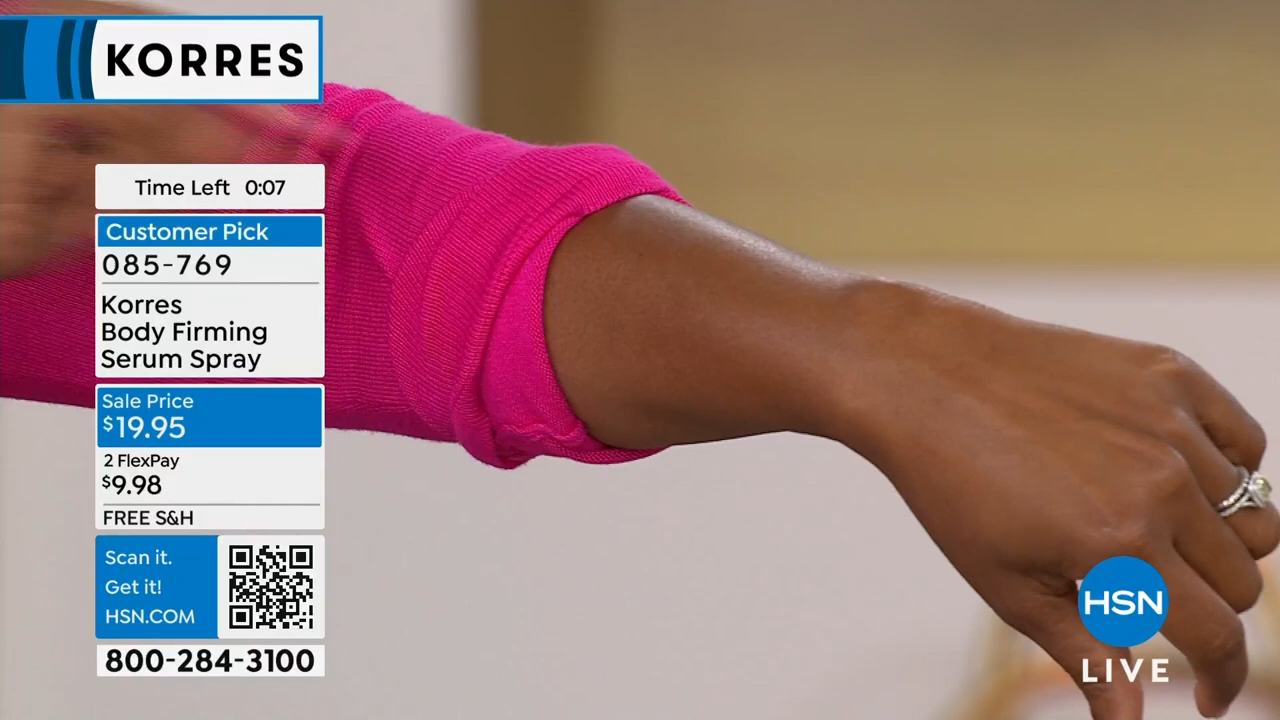 KORRES
Time Left 0:07
Customer Pick
085-769
Korres
Body Firming
Serum Spray
Sale Price
$19.95
2 FlexPay
$9.98
FREE S&H
Scan it.
Get it!
HSN.COM
800-284-3100
HSN
LIVE